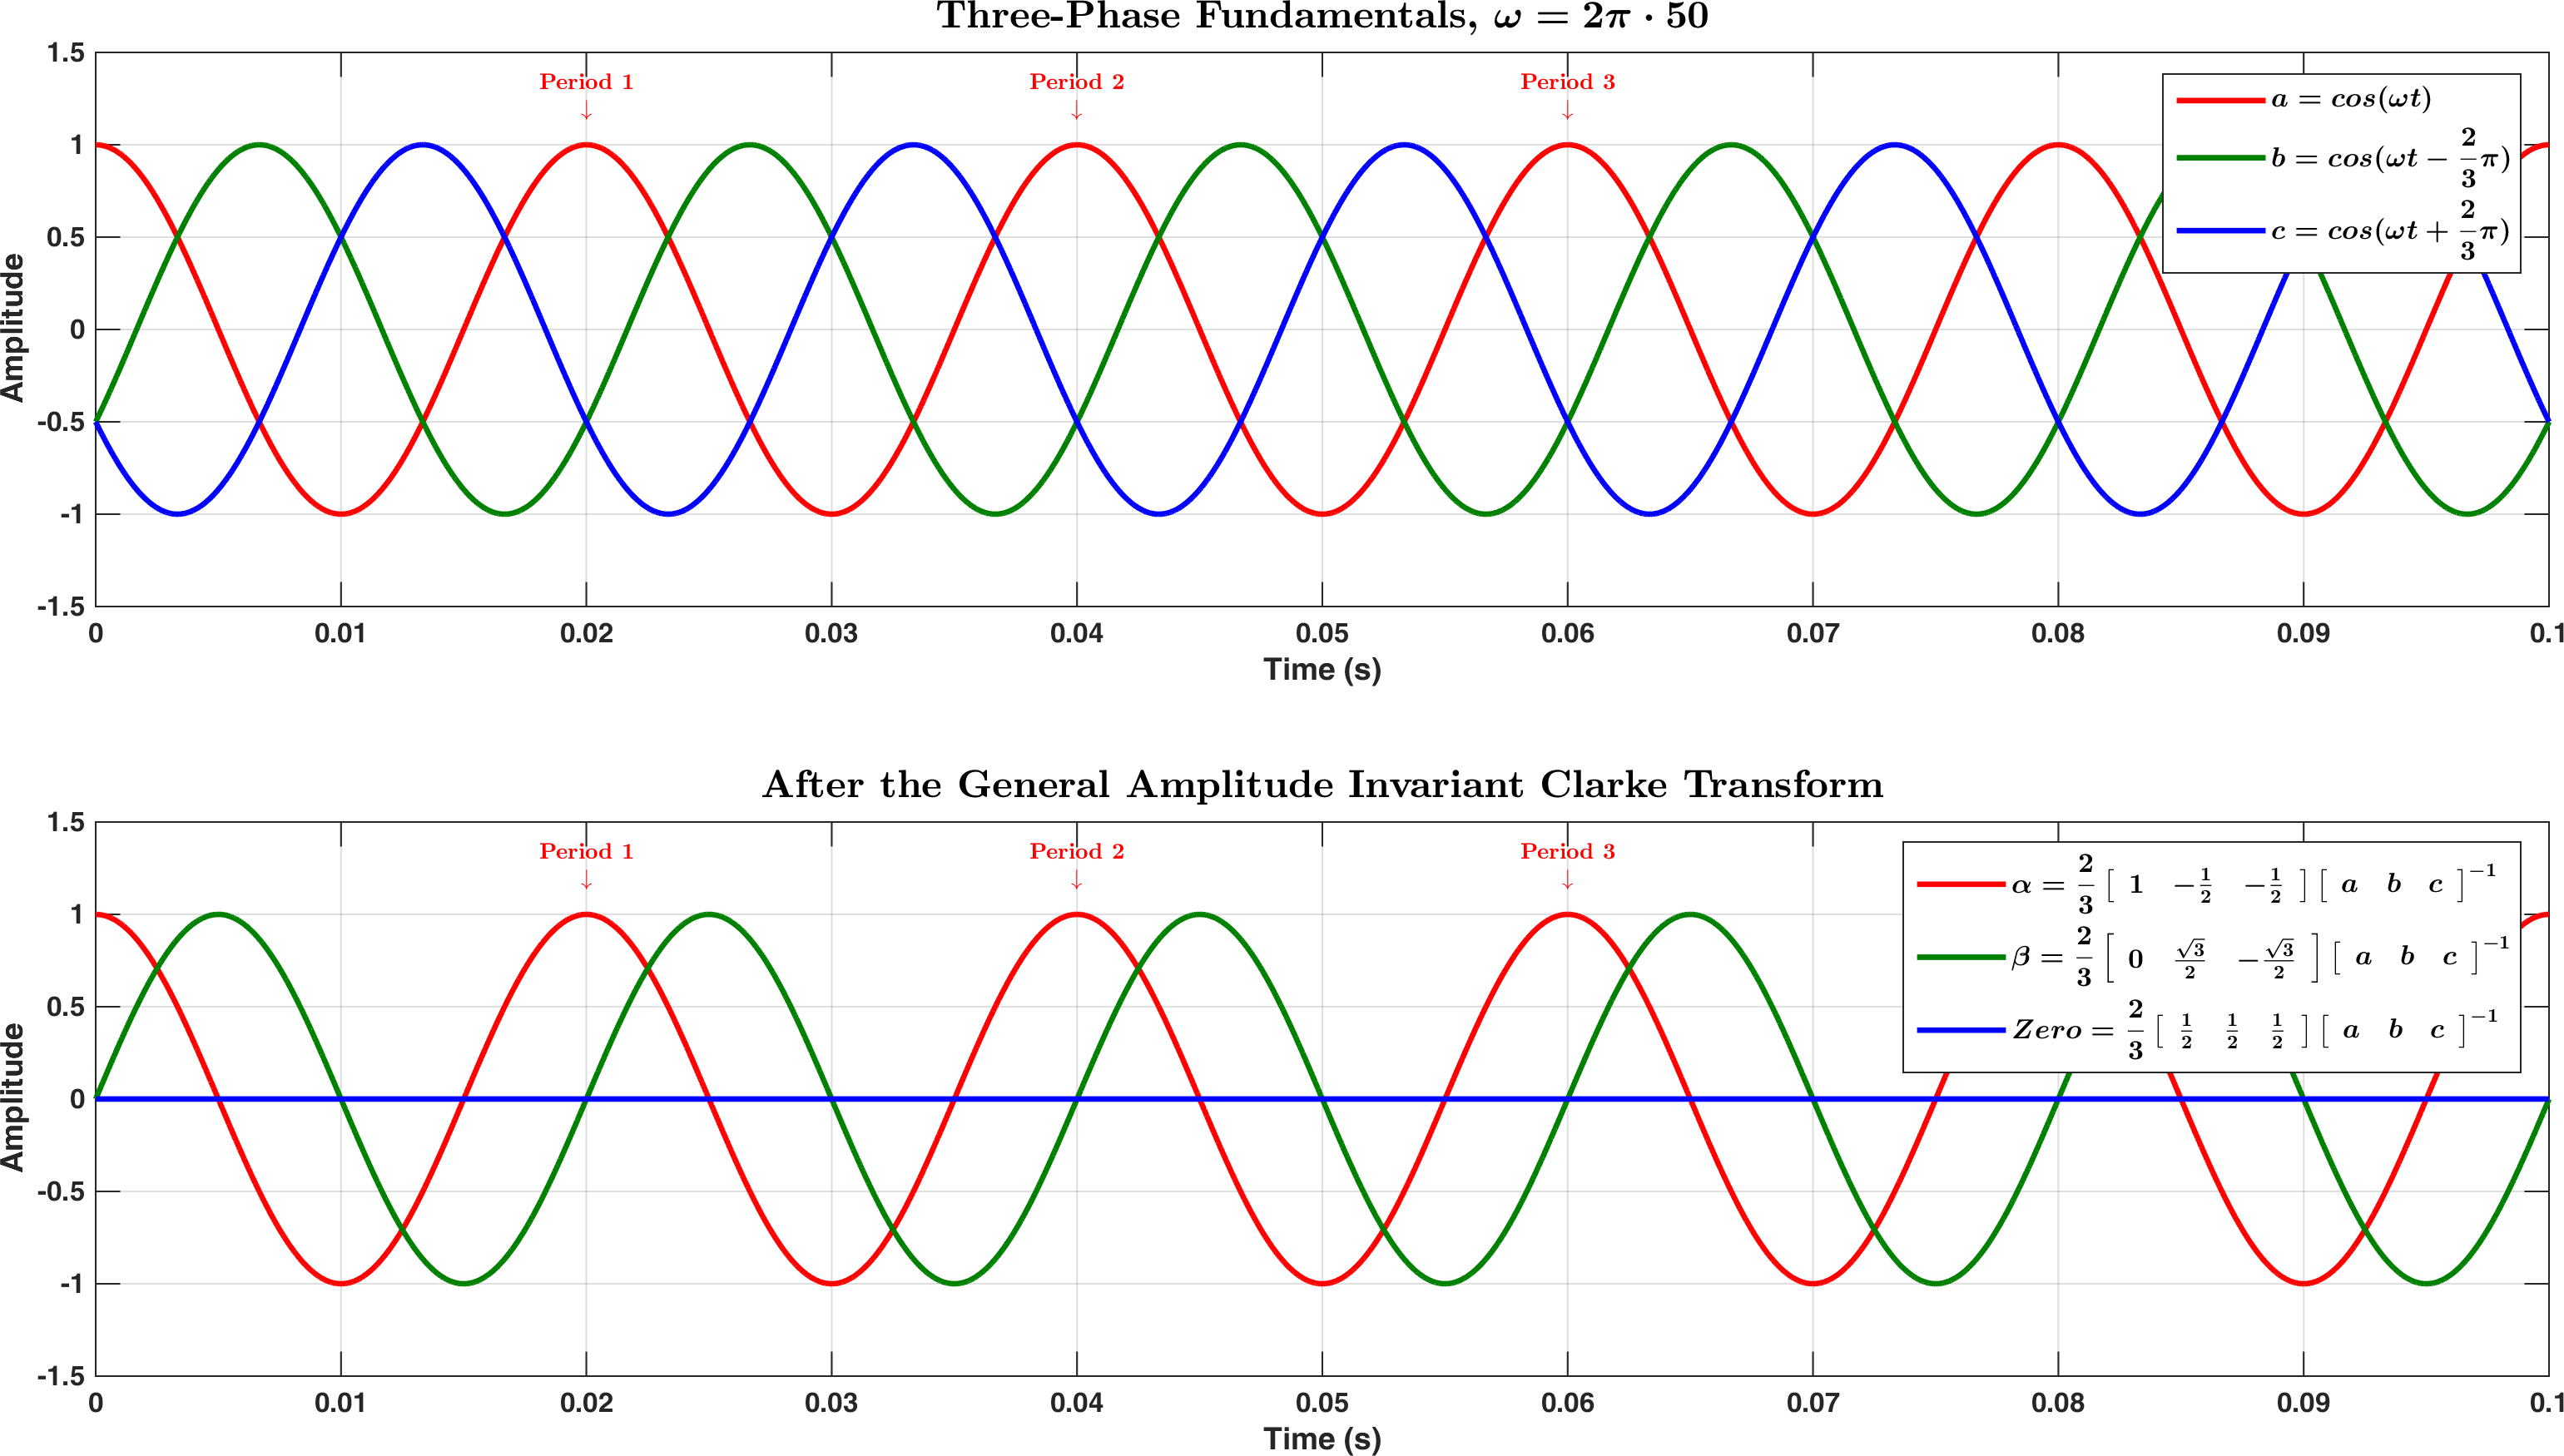 Three-Phase Fundamentals, ω = 2π · 50
1.5
1
0.5
0
-0.5
-1
-1.5
Amplitude
Period 1
↓
Period 2
↓
Period 3
↓
a = cos(ωt)
b = cos(ωt − 2/3 π)
c = cos(ωt + 2/3 π)
0 0.01 0.02 0.03 0.04 0.05 0.06 0.07 0.08 0.09 0.1
Time (s)
After the General Amplitude Invariant Clarke Transform
1.5
1
0.5
0
-0.5
-1
-1.5
Amplitude
Period 1
↓
Period 2
↓
Period 3
↓
α = 2/3 [ 1 −1/2 −1/2 ] [ a b c ]⁻¹
β = 2/3 [ 0 √3/2 −√3/2 ] [ a b c ]⁻¹
Zero = 2/3 [ 1/2 1/2 1/2 ] [ a b c ]⁻¹
0 0.01 0.02 0.03 0.04 0.05 0.06 0.07 0.08 0.09 0.1
Time (s)